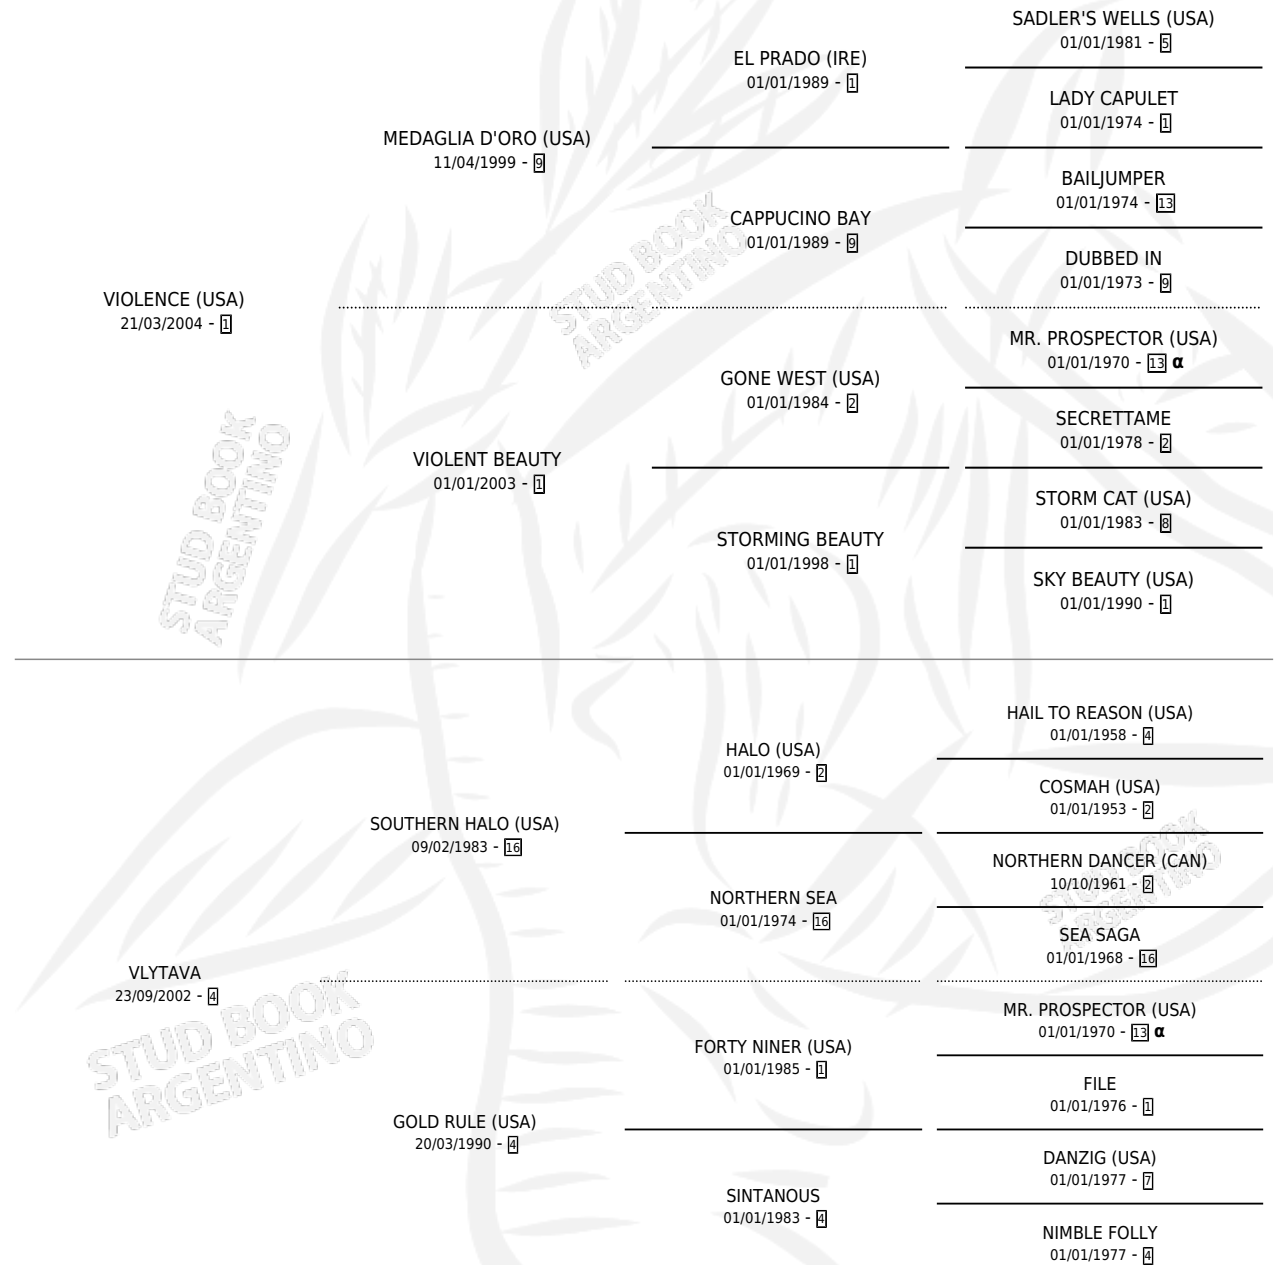 SADLER'S WELLS (USA)
01/01/1981 - 5
EL PRADO (IRE)
01/01/1989 - 1
LADY CAPULET
01/01/1974 - 1
MEDAGLIA D'ORO (USA)
11/04/1999 - 9
BAILJUMPER
01/01/1974 - 13
CAPPUCINO BAY
01/01/1989 - 9
DUBBED IN
01/01/1973 - 9
VIOLENCE (USA)
21/03/2004 - 1
STUD BOOK
ARGENTINO
MR. PROSPECTOR (USA)
01/01/1970 - 13 α
GONE WEST (USA)
01/01/1984 - 2
SECRETTAME
01/01/1978 - 2
VIOLENT BEAUTY
01/01/2003 - 1
STORM CAT (USA)
01/01/1983 - 8
STORMING BEAUTY
01/01/1998 - 1
SKY BEAUTY (USA)
01/01/1990 - 1
STUD BOOK
ARGENTINO
HAIL TO REASON (USA)
01/01/1958 - 4
HALO (USA)
01/01/1969 - 2
COSMAH (USA)
01/01/1953 - 2
SOUTHERN HALO (USA)
09/02/1983 - 16
NORTHERN DANCER (CAN)
10/10/1961 - 2
NORTHERN SEA
01/01/1974 - 16
SEA SAGA
01/01/1968 - 16
STUD BOOK
ARGENTINO
VLYTAVA
23/09/2002 - 4
MR. PROSPECTOR (USA)
01/01/1970 - 13 α
FORTY NINER (USA)
01/01/1985 - 1
FILE
01/01/1976 - 1
STUD BOOK
ARGENTINO
GOLD RULE (USA)
20/03/1990 - 4
DANZIG (USA)
01/01/1977 - 7
SINTANOUS
01/01/1983 - 4
NIMBLE FOLLY
01/01/1977 - 4